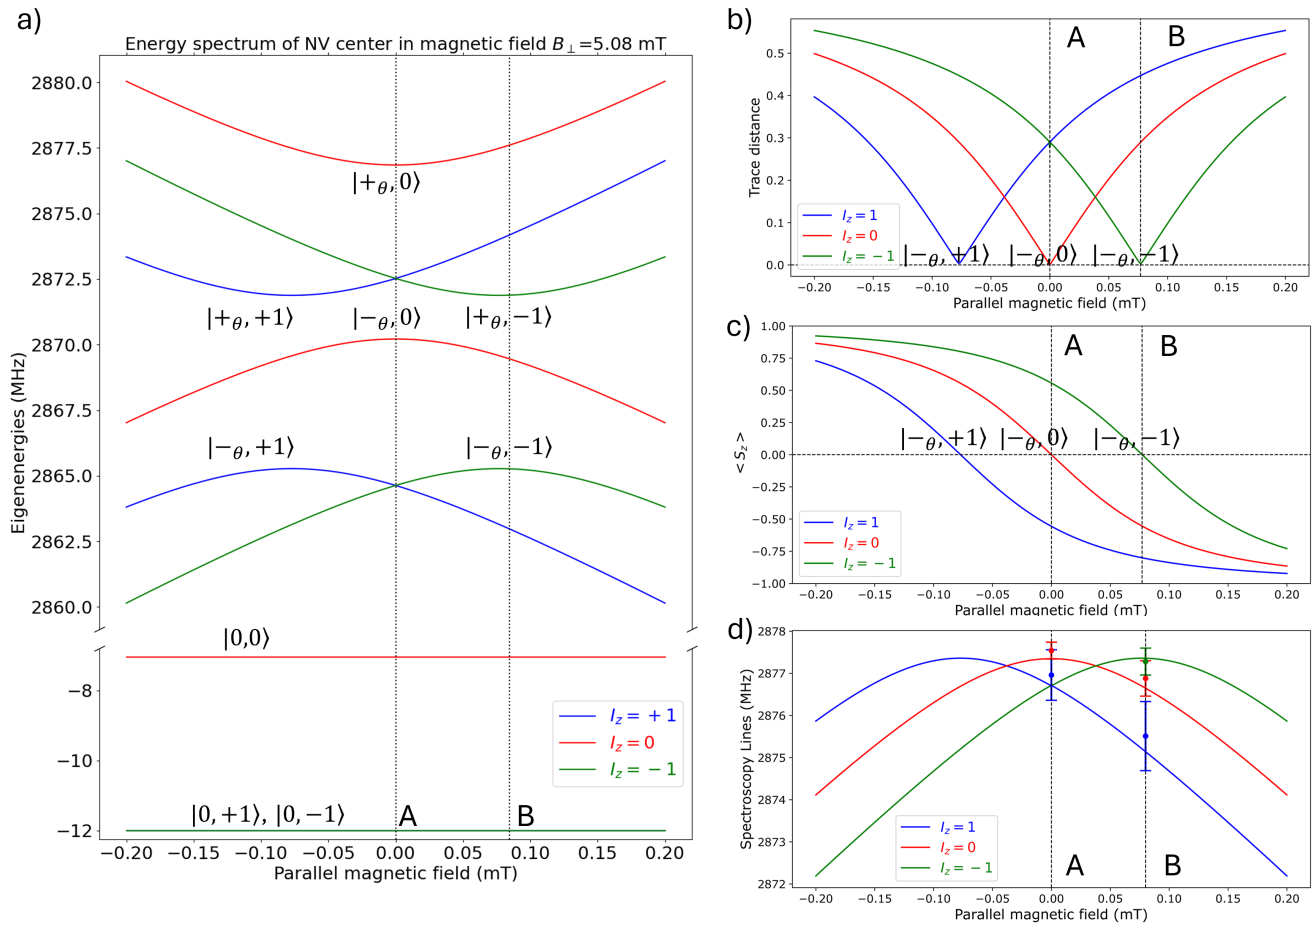 a)
Energy spectrum of NV center in magnetic field B⊥=5.08 mT
Eigenenergies (MHz)
2880.0
2877.5
2875.0
2872.5
2870.0
2867.5
2865.0
2862.5
2860.0
−8
−10
−12
|+θ,0⟩
|+θ,+1⟩ |−θ,0⟩ |+θ,−1⟩
|−θ,+1⟩ |−θ,−1⟩
|0,0⟩
Iz = +1
Iz = 0
Iz = −1
|0,+1⟩, |0,−1⟩ A B
−0.20 −0.15 −0.10 −0.05 0.00 0.05 0.10 0.15 0.20
Parallel magnetic field (mT)
b)
A B
Trace distance
0.5
0.4
0.3
0.2
0.1
0.0
Iz = 1
Iz = 0
Iz = −1
|−θ,+1⟩ |−θ,0⟩ |−θ,−1⟩
−0.20 −0.15 −0.10 −0.05 0.00 0.05 0.10 0.15 0.20
Parallel magnetic field (mT)
c)
A B
< Sz >
1.00
0.75
0.50
0.25
0.00
−0.25
−0.50
−0.75
−1.00
|−θ,+1⟩ |−θ,0⟩ |−θ,−1⟩
Iz = 1
Iz = 0
Iz = −1
−0.20 −0.15 −0.10 −0.05 0.00 0.05 0.10 0.15 0.20
Parallel magnetic field (mT)
d)
Spectroscopy Lines (MHz)
2878
2877
2876
2875
2874
2873
2872
Iz = 1
Iz = 0
Iz = −1
A B
−0.20 −0.15 −0.10 −0.05 0.00 0.05 0.10 0.15 0.20
Parallel magnetic field (mT)